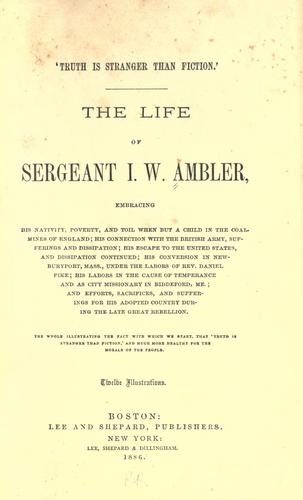 'TRUTH IS STRANGER THAN FICTION.'
THE LIFE
OF
SERGEANT I. W. AMBLER,
EMBRACING
HIS NATIVITY, POVERTY, AND TOIL WHEN BUT A CHILD IN THE COAL-
MINES OF ENGLAND; HIS CONNECTION WITH THE BRITISH ARMY, SUF-
FERINGS AND DISSIPATION; HIS ESCAPE TO THE UNITED STATES,
AND DISSIPATION CONTINUED; HIS CONVERSION IN NEW-
BURYPORT, MASS., UNDER THE LABORS OF REV. DANIEL
PIKE; HIS LABORS IN THE CAUSE OF TEMPERANCE
AND AS CITY MISSIONARY IN BIDDEFORD, ME.;
AND EFFORTS, SACRIFICES, AND SUFFER-
INGS FOR HIS ADOPTED COUNTRY DUR-
ING THE LATE GREAT REBELLION.
THE WHOLE ILLUSTRATING THE FACT WITH WHICH WE START, THAT 'TRUTH IS
STRANGER THAN FICTION,' AND MUCH MORE HEALTHY FOR THE
MORALS OF THE PEOPLE.
Twelve Illustrations.
BOSTON:
LEE AND SHEPARD, PUBLISHERS.
NEW YORK:
LEE, SHEPARD & DILLINGHAM.
1886.